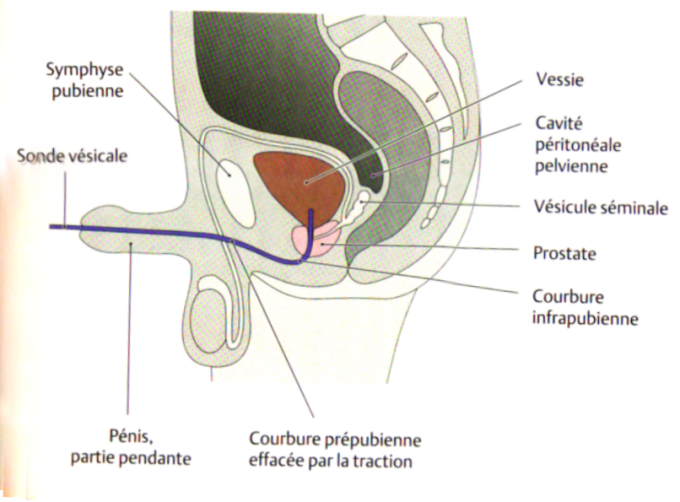 Symphyse
pubienne
Sonde vésicale
Vessie
Cavité
péritonéale
pelvienne
Vésicule séminale
Prostate
Courbure
infrapubienne
Pénis,
partie pendante
Courbure prépubienne
effacée par la traction